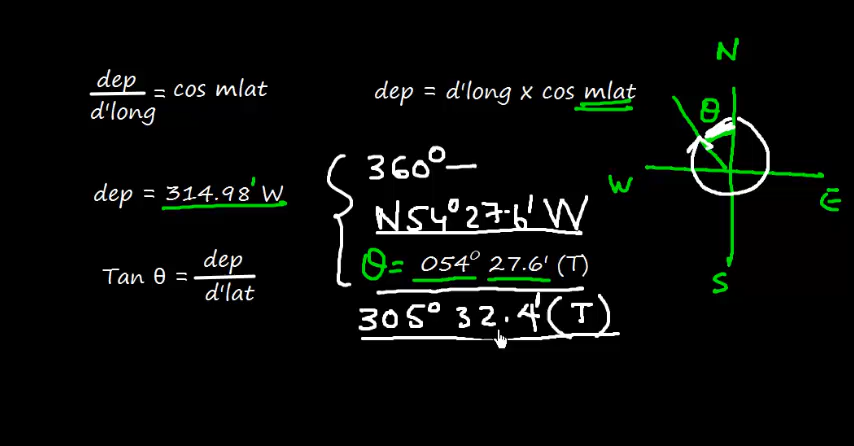 dep
d'long
= cos mlat
dep = d'long x cos mlat
dep = 314.98' W
Tan θ =
dep
d'lat
360° —
N54° 27.6' W
θ = 054° 27.6' (T)
305° 32.4' (T)
N
θ
W
E
S